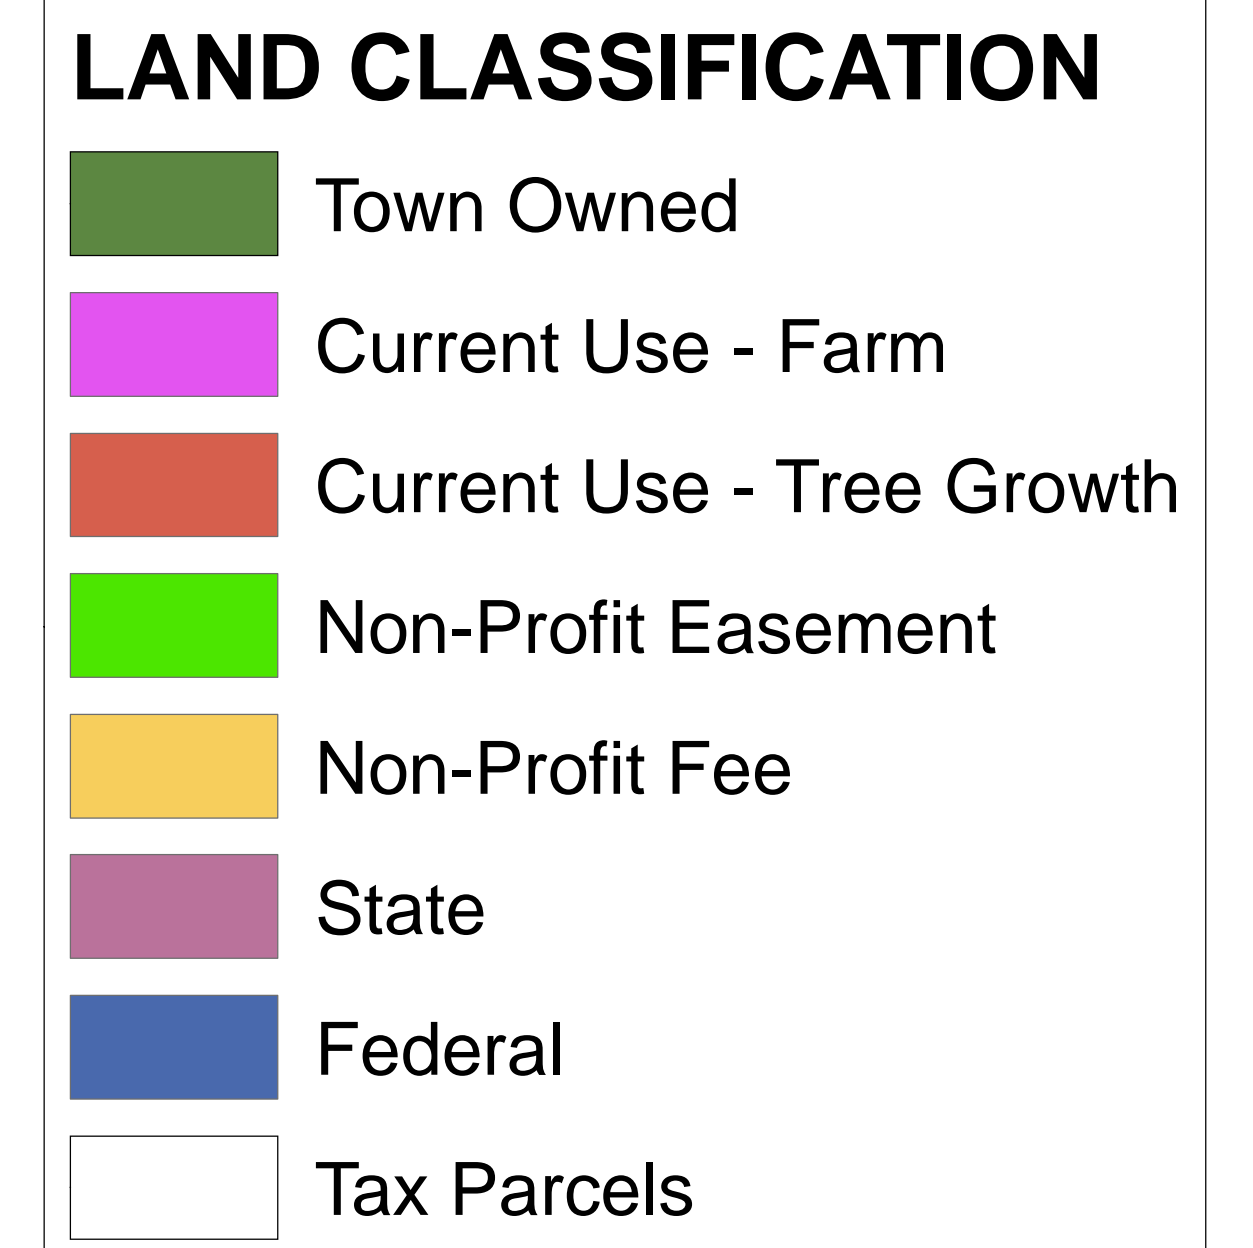 LAND CLASSIFICATION
Town Owned
Current Use - Farm
Current Use - Tree Growth
Non-Profit Easement
Non-Profit Fee
State
Federal
Tax Parcels